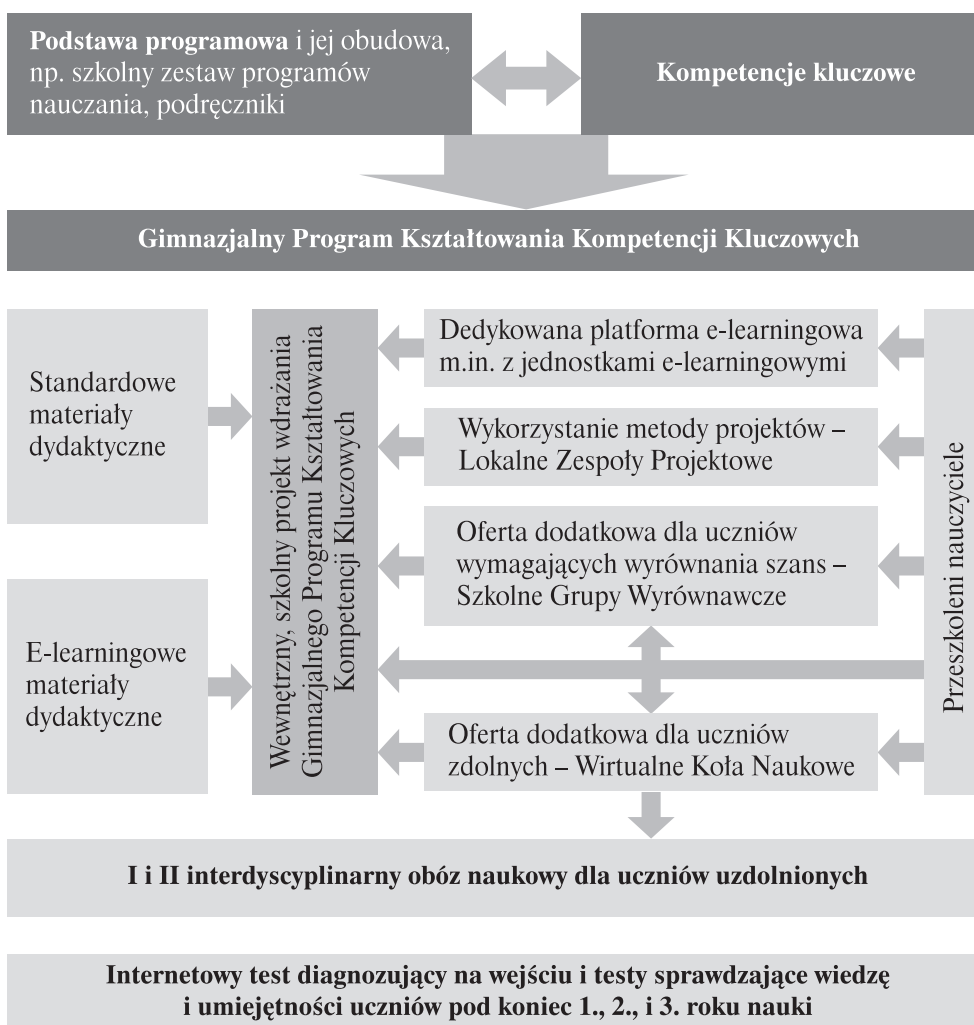 Podstawa programowa i jej obudowa,
np. szkolny zestaw programów
nauczania, podręczniki
Kompetencje kluczowe
Gimnazjalny Program Kształtowania Kompetencji Kluczowych
Standardowe
materiały
dydaktyczne
E-learningowe
materiały
dydaktyczne
Wewnętrzny, szkolny projekt wdrażania
Gimnazjalnego Programu Kształtowania
Kompetencji Kluczowych
Dedykowana platforma e-learningowa
m.in. z jednostkami e-learningowymi
Wykorzystanie metody projektów –
Lokalne Zespoły Projektowe
Oferta dodatkowa dla uczniów
wymagających wyrównania szans –
Szkolne Grupy Wyrównawcze
Oferta dodatkowa dla uczniów
zdolnych – Wirtualne Koła Naukowe
Przeszkoleni nauczyciele
I i II interdyscyplinarny obóz naukowy dla uczniów uzdolnionych
Internetowy test diagnozujący na wejściu i testy sprawdzające wiedzę
i umiejętności uczniów pod koniec 1., 2., i 3. roku nauki